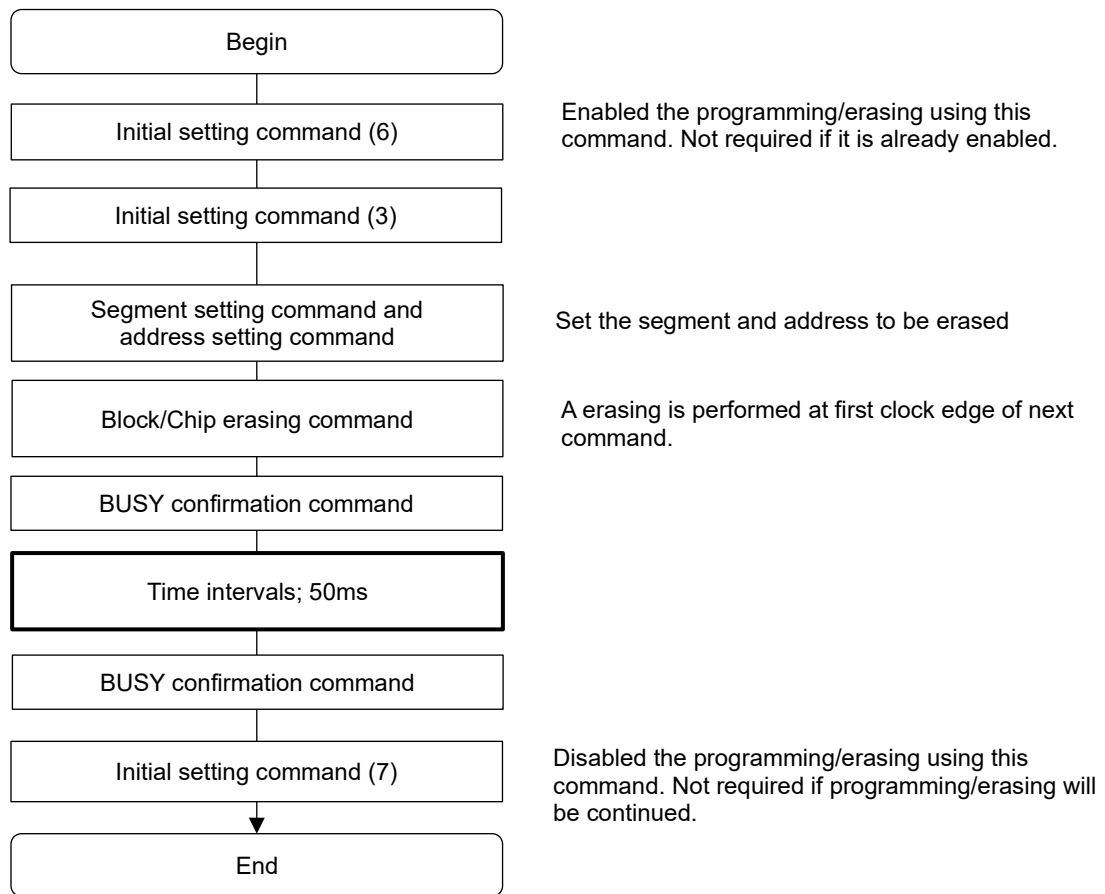 Begin
Initial setting command (6)
Enabled the programming/erasing using this
command. Not required if it is already enabled.
Initial setting command (3)
Segment setting command and
address setting command
Set the segment and address to be erased
Block/Chip erasing command
A erasing is performed at first clock edge of next
command.
BUSY confirmation command
Time intervals; 50ms
BUSY confirmation command
Initial setting command (7)
Disabled the programming/erasing using this
command. Not required if programming/erasing will
be continued.
End